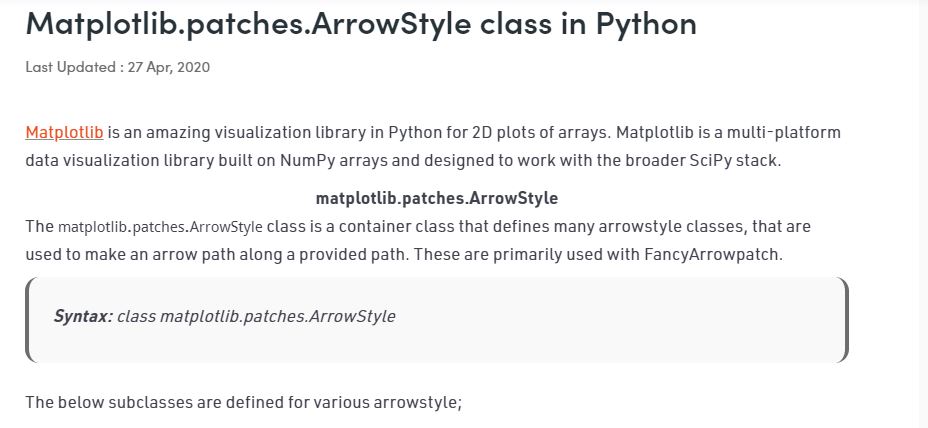 Matplotlib.patches.ArrowStyle class in Python
Last Updated : 27 Apr, 2020
Matplotlib is an amazing visualization library in Python for 2D plots of arrays. Matplotlib is a multi-platform
data visualization library built on NumPy arrays and designed to work with the broader SciPy stack.
matplotlib.patches.ArrowStyle
The matplotlib.patches.ArrowStyle class is a container class that defines many arrowstyle classes, that are
used to make an arrow path along a provided path. These are primarily used with FancyArrowpatch.
Syntax: class matplotlib.patches.ArrowStyle
The below subclasses are defined for various arrowstyle;